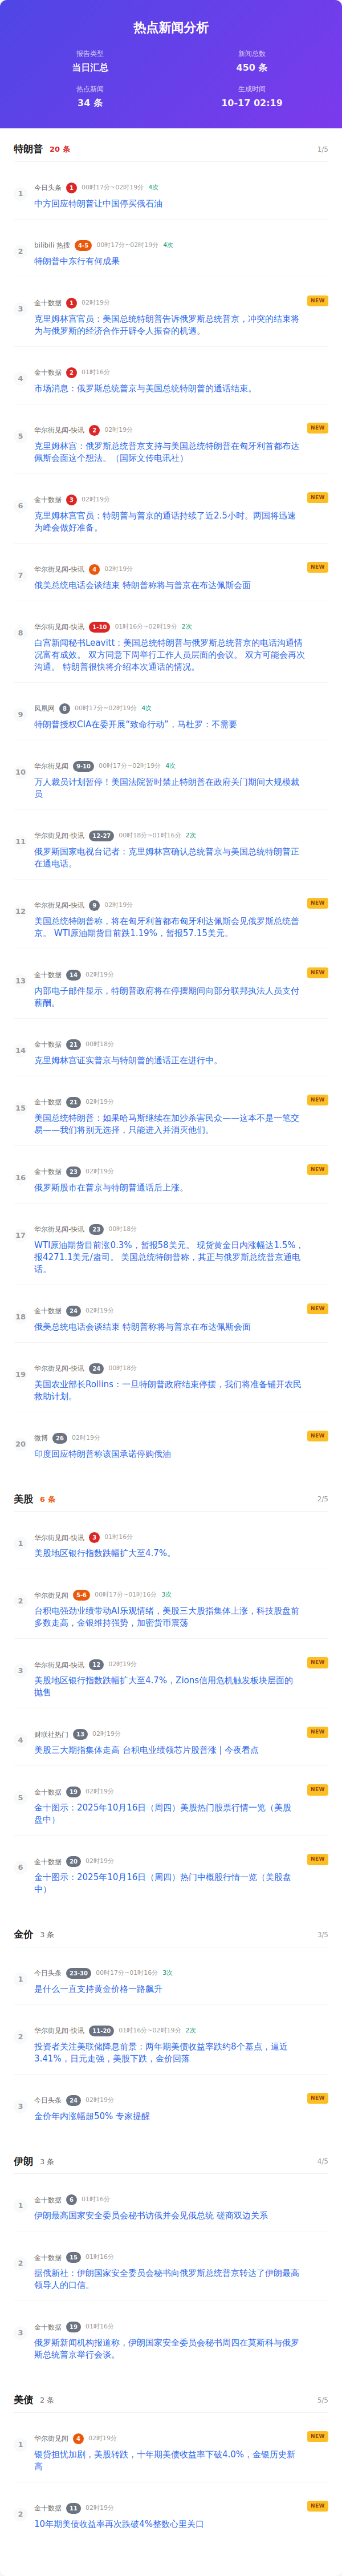 热点新闻分析
报告类型
当日汇总
新闻总数
450 条
热点新闻
34 条
生成时间
10-17 02:19
特朗普 20 条 1/5
1
今日头条 1 00时17分~02时19分 4次
中方回应特朗普让中国停买俄石油
2
bilibili 热搜 4-5 00时17分~02时19分 4次
特朗普中东行有何成果
3
金十数据 1 02时19分 NEW
克里姆林宫官员：美国总统特朗普告诉俄罗斯总统普京，冲突的结束将
为与俄罗斯的经济合作开辟令人振奋的机遇。
4
金十数据 2 01时16分
市场消息：俄罗斯总统普京与美国总统特朗普的通话结束。
5
华尔街见闻-快讯 2 02时19分 NEW
克里姆林宫：俄罗斯总统普京支持与美国总统特朗普在匈牙利首都布达
佩斯会面这个想法。（国际文传电讯社）
6
金十数据 3 02时19分 NEW
克里姆林宫官员：特朗普与普京的通话持续了近2.5小时。两国将迅速
为峰会做好准备。
7
华尔街见闻-快讯 4 02时19分 NEW
俄美总统电话会谈结束 特朗普称将与普京在布达佩斯会面
8
华尔街见闻-快讯 1-10 01时16分~02时19分 2次
白宫新闻秘书Leavitt：美国总统特朗普与俄罗斯总统普京的电话沟通情
况富有成效。 双方同意下周举行工作人员层面的会议。 双方可能会再次
沟通。 特朗普很快将介绍本次通话的情况。
9
凤凰网 8 00时17分~02时19分 4次
特朗普授权CIA在委开展“致命行动”，马杜罗：不需要
10
华尔街见闻 9-10 00时17分~02时19分 4次
万人裁员计划暂停！美国法院暂时禁止特朗普在政府关门期间大规模裁
员
11
华尔街见闻-快讯 12-27 00时18分~01时16分 2次
俄罗斯国家电视台记者：克里姆林宫确认总统普京与美国总统特朗普正
在通电话。
12
华尔街见闻-快讯 9 02时19分 NEW
美国总统特朗普称，将在匈牙利首都布匈牙利达佩斯会见俄罗斯总统普
京。 WTI原油期货目前跌1.19%，暂报57.15美元。
13
金十数据 14 02时19分 NEW
内部电子邮件显示，特朗普政府将在停摆期间向部分联邦执法人员支付
薪酬。
14
金十数据 21 00时18分
克里姆林宫证实普京与特朗普的通话正在进行中。
15
金十数据 21 02时19分 NEW
美国总统特朗普：如果哈马斯继续在加沙杀害民众——这本不是一笔交
易——我们将别无选择，只能进入并消灭他们。
16
金十数据 23 02时19分 NEW
俄罗斯股市在普京与特朗普通话后上涨。
17
华尔街见闻-快讯 23 00时18分
WTI原油期货目前涨0.3%，暂报58美元。 现货黄金日内涨幅达1.5%，
报4271.1美元/盎司。 美国总统特朗普称，其正与俄罗斯总统普京通电
话。
18
金十数据 24 02时19分 NEW
俄美总统电话会谈结束 特朗普称将与普京在布达佩斯会面
19
华尔街见闻-快讯 24 00时18分
美国农业部长Rollins：一旦特朗普政府结束停摆，我们将准备铺开农民
救助计划。
20
微博 26 02时19分 NEW
印度回应特朗普称该国承诺停购俄油
美股 6 条 2/5
1
华尔街见闻-快讯 3 01时16分
美股地区银行指数跌幅扩大至4.7%。
2
华尔街见闻 5-6 00时17分~01时16分 3次
台积电强劲业绩带动AI乐观情绪，美股三大股指集体上涨，科技股盘前
多数走高，金银维持强势，加密货币震荡
3
华尔街见闻-快讯 12 02时19分 NEW
美股地区银行指数跌幅扩大至4.7%，Zions信用危机触发板块层面的
抛售
4
财联社热门 13 02时19分 NEW
美股三大期指集体走高 台积电业绩领芯片股普涨 | 今夜看点
5
金十数据 19 02时19分 NEW
金十图示：2025年10月16日（周四）美股热门股票行情一览（美股
盘中）
6
金十数据 20 02时19分 NEW
金十图示：2025年10月16日（周四）热门中概股行情一览（美股盘
中）
金价 3 条 3/5
1
今日头条 23-30 00时17分~01时16分 3次
是什么一直支持黄金价格一路飙升
2
华尔街见闻-快讯 11-20 01时16分~02时19分 2次
投资者关注美联储降息前景：两年期美债收益率跌约8个基点，逼近
3.41%，日元走强，美股下跌，金价回落
3
今日头条 24 02时19分 NEW
金价年内涨幅超50% 专家提醒
伊朗 3 条 4/5
1
金十数据 6 01时16分
伊朗最高国家安全委员会秘书访俄并会见俄总统 磋商双边关系
2
金十数据 15 01时16分
据俄新社：伊朗国家安全委员会秘书向俄罗斯总统普京转达了伊朗最高
领导人的口信。
3
金十数据 19 01时16分
俄罗斯新闻机构报道称，伊朗国家安全委员会秘书周四在莫斯科与俄罗
斯总统普京举行会谈。
美债 2 条 5/5
1
华尔街见闻 4 02时19分 NEW
银贷担忧加剧，美股转跌，十年期美债收益率下破4.0%，金银历史新
高
2
金十数据 11 02时19分 NEW
10年期美债收益率再次跌破4%整数心里关口